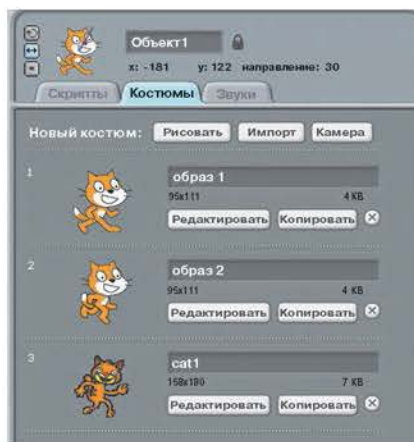 Объект1
x: -181 y: 122 направление: 30
Скрипты Костюмы Звуки
Новый костюм: Рисовать Импорт Камера
1 образ 1
95x111 4 KB
Редактировать Копировать
2 образ 2
95x111 4 KB
Редактировать Копировать
3 cat1
158x180 7 KB
Редактировать Копировать